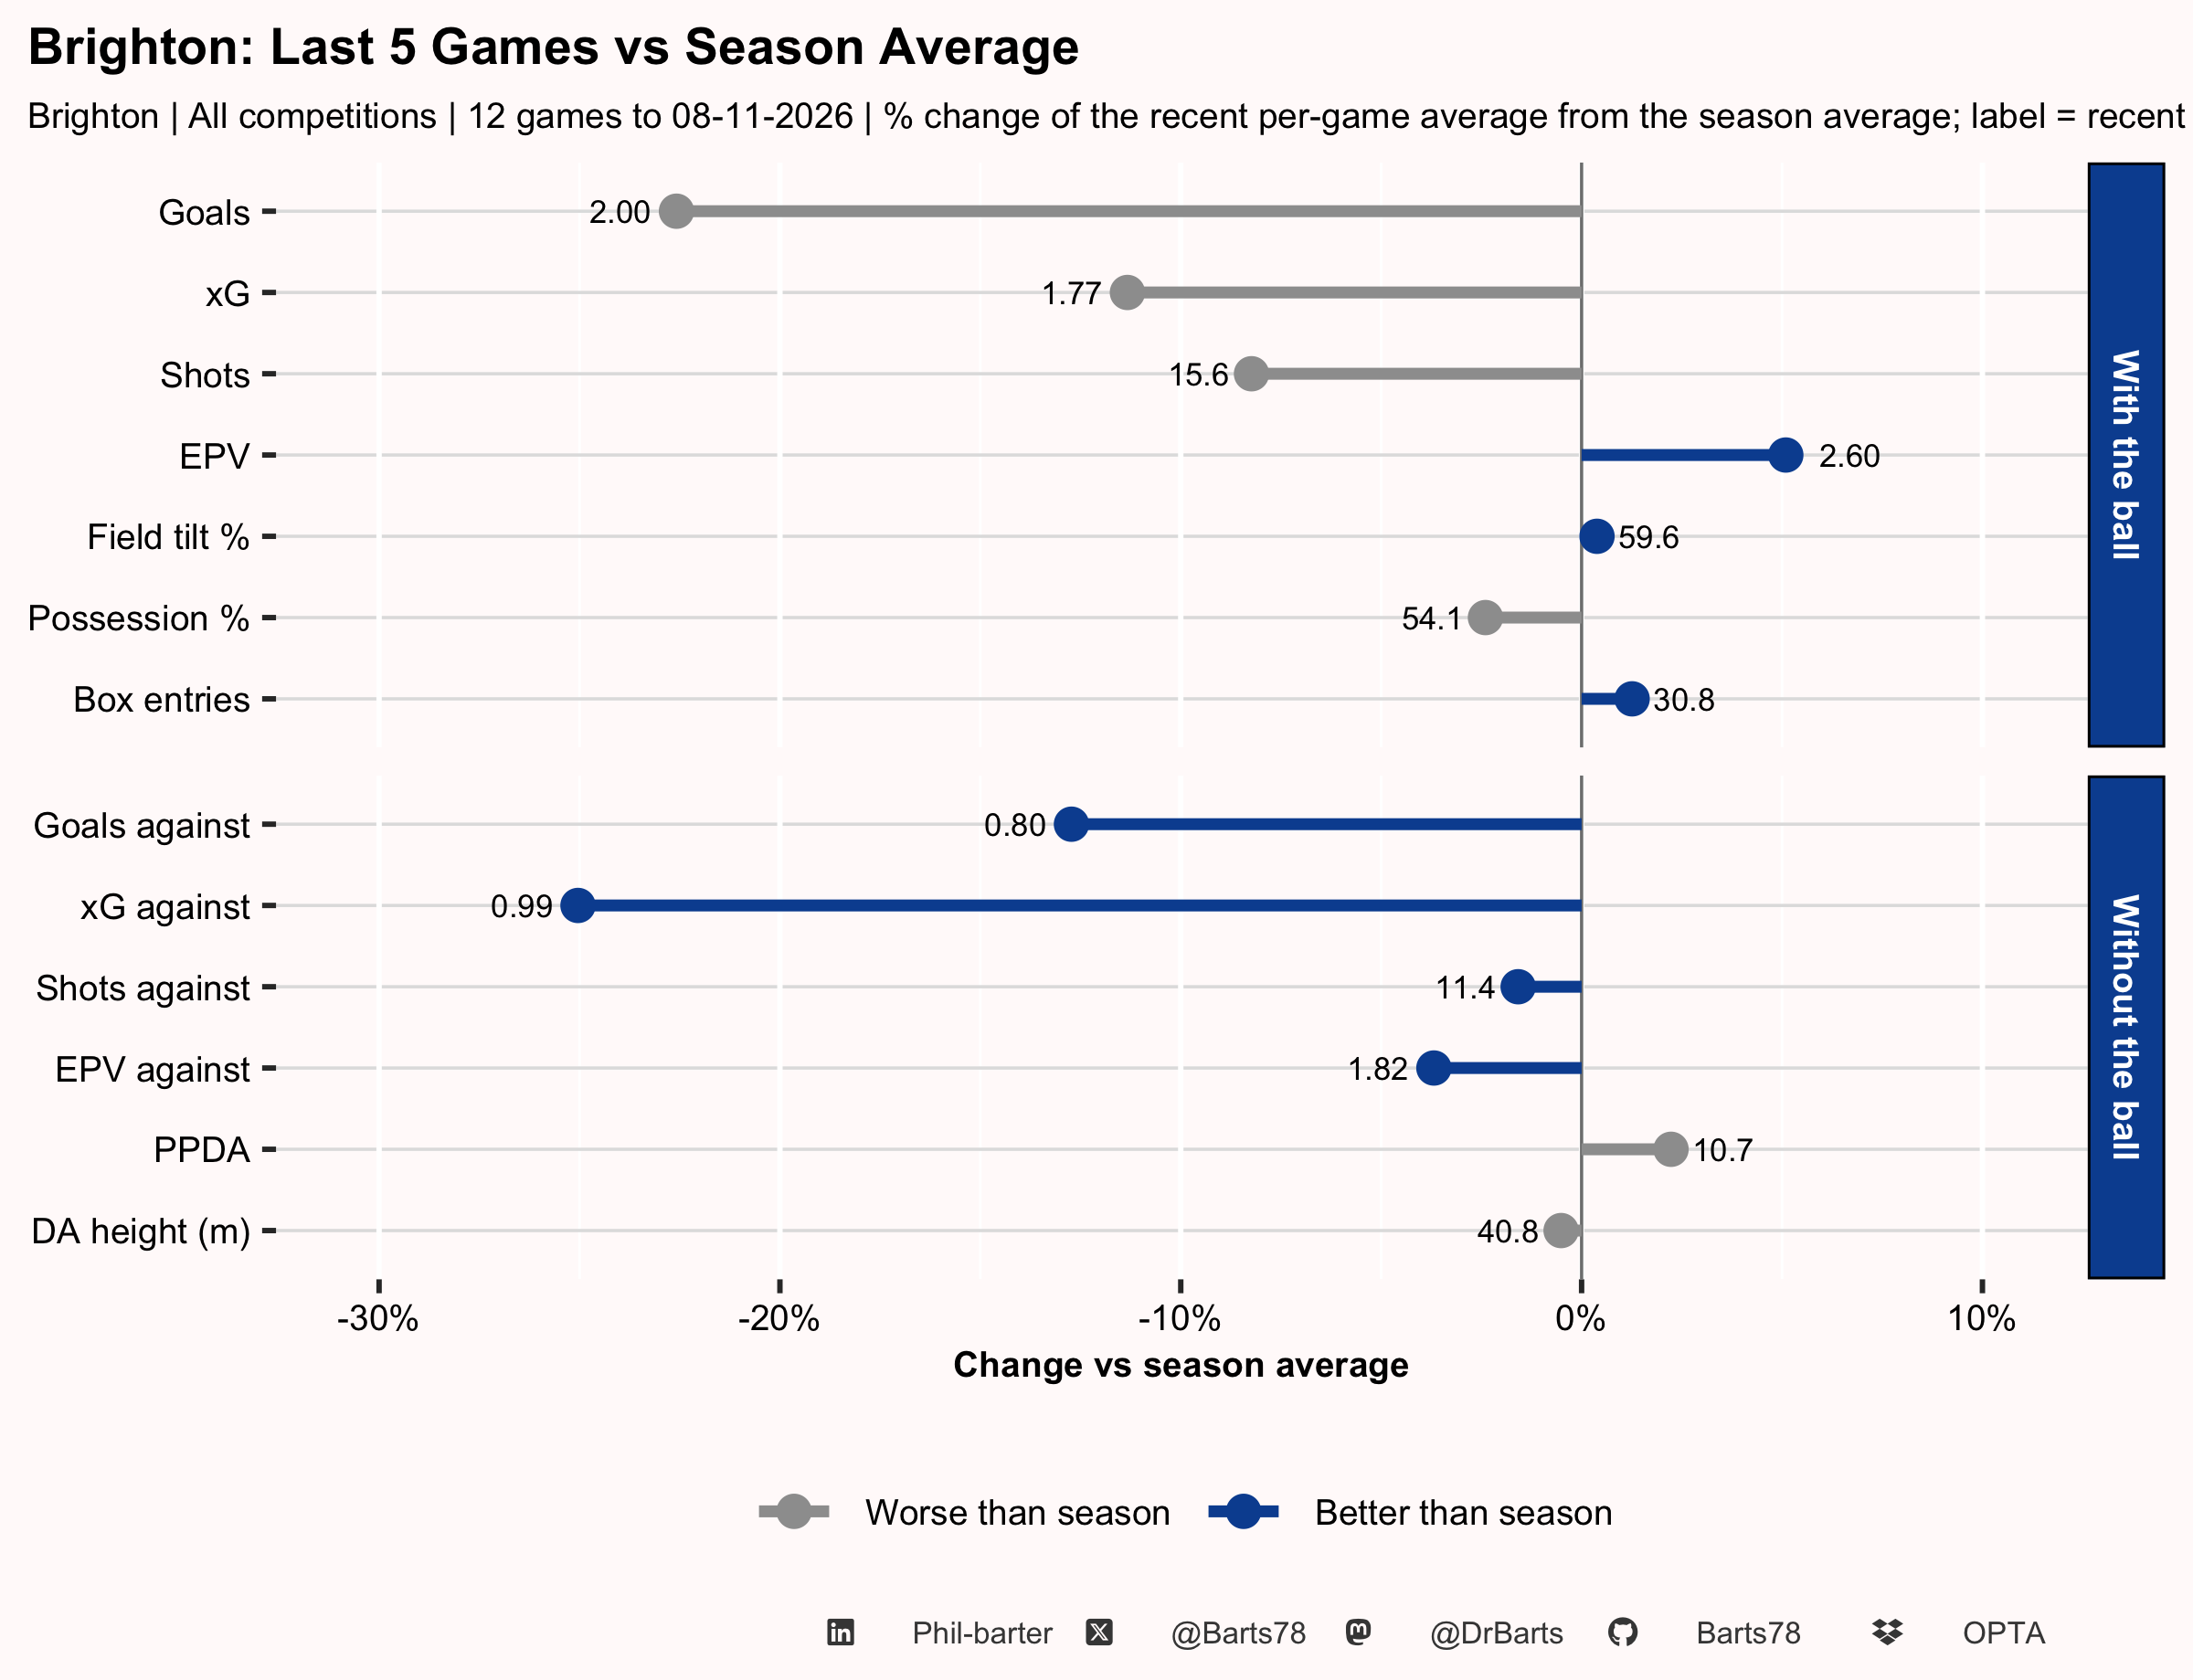 Brighton: Last 5 Games vs Season Average
Brighton | All competitions | 12 games to 08-11-2026 | % change of the recent per-game average from the season average; label = recent
Goals
2.00
xG
1.77
Shots
15.6
EPV
2.60
Field tilt %
59.6
Possession %
54.1
Box entries
30.8
With the ball
Goals against
0.80
xG against
0.99
Shots against
11.4
EPV against
1.82
PPDA
10.7
DA height (m)
40.8
Without the ball
-30%
-20%
-10%
0%
10%
Change vs season average
Worse than season
Better than season
Phil-barter
@Barts78
@DrBarts
Barts78
OPTA